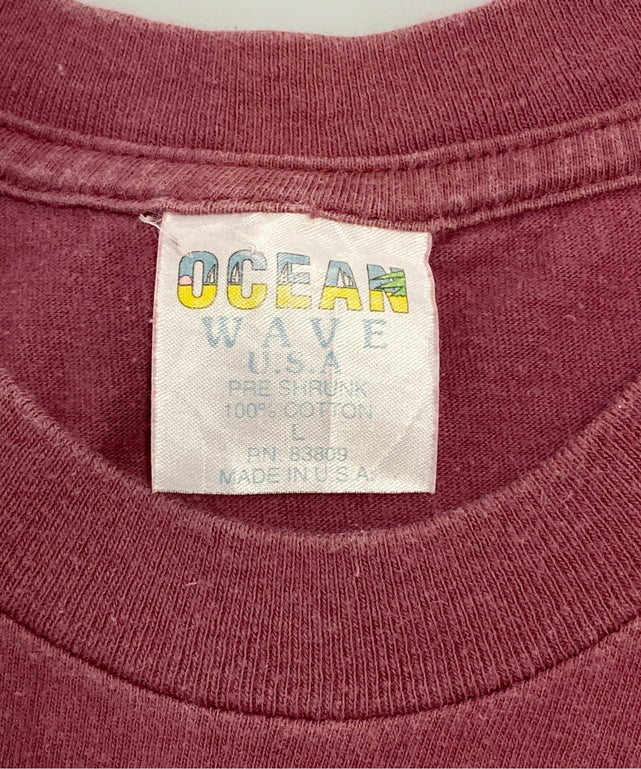 OCEAN
WAVE
U.S.A
PRE SHRUNK
100% COTTON
L
RN 83809
MADE IN U.S.A.